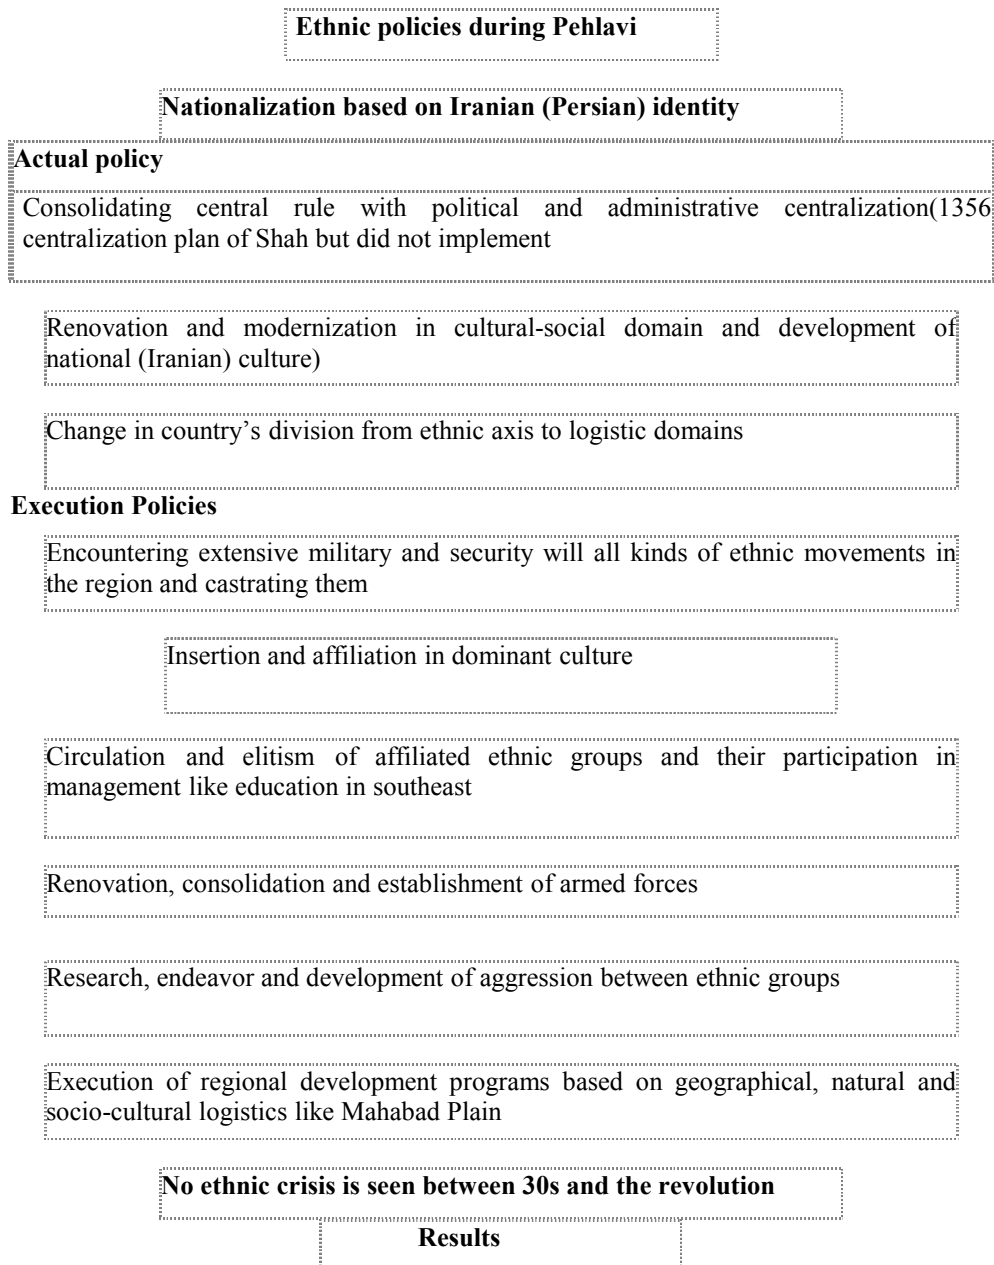 Ethnic policies during Pehlavi
Nationalization based on Iranian (Persian) identity
Actual policy
Consolidating central rule with political and administrative centralization(1356
centralization plan of Shah but did not implement
Renovation and modernization in cultural-social domain and development of
national (Iranian) culture)
Change in country’s division from ethnic axis to logistic domains
Execution Policies
Encountering extensive military and security will all kinds of ethnic movements in
the region and castrating them
Insertion and affiliation in dominant culture
Circulation and elitism of affiliated ethnic groups and their participation in
management like education in southeast
Renovation, consolidation and establishment of armed forces
Research, endeavor and development of aggression between ethnic groups
Execution of regional development programs based on geographical, natural and
socio-cultural logistics like Mahabad Plain
No ethnic crisis is seen between 30s and the revolution
Results